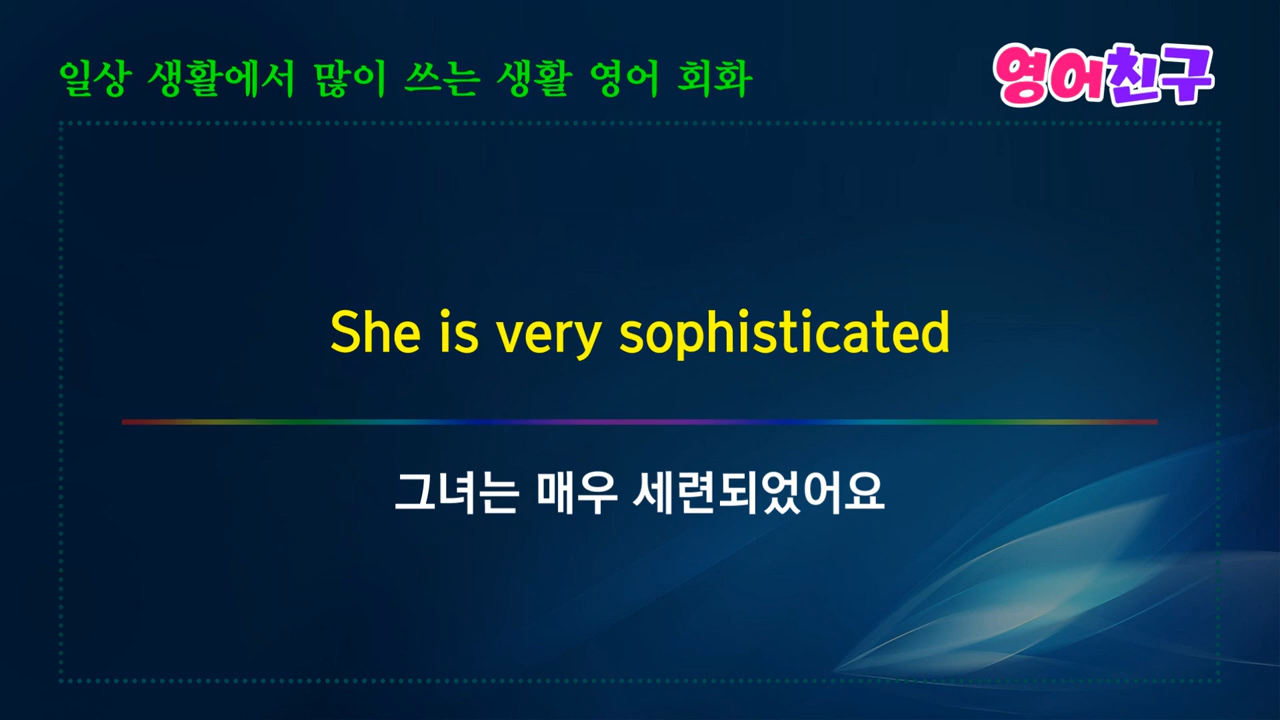 일상 생활에서 많이 쓰는 생활 영어 회화
영어친구
She is very sophisticated
그녀는 매우 세련되었어요